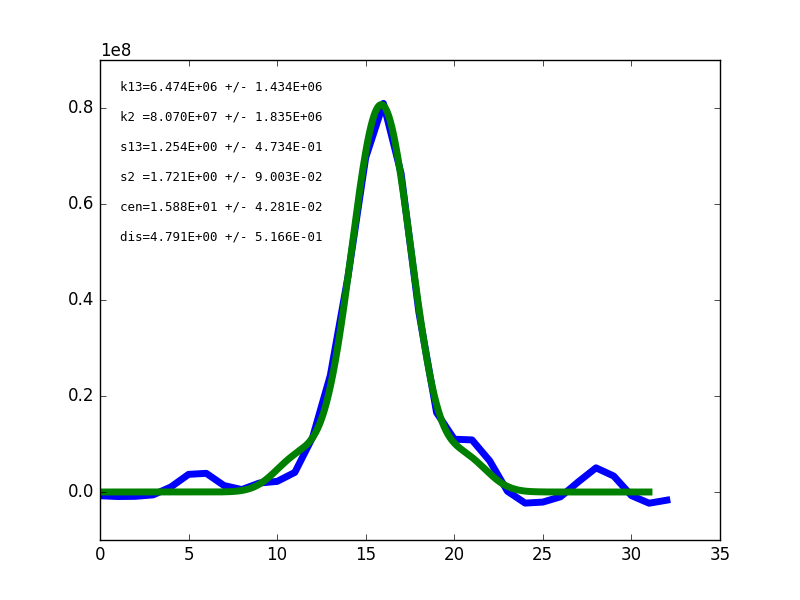 1e8
k13=6.474E+06 +/- 1.434E+06
k2 =8.070E+07 +/- 1.835E+06
s13=1.254E+00 +/- 4.734E-01
s2 =1.721E+00 +/- 9.003E-02
cen=1.588E+01 +/- 4.281E-02
dis=4.791E+00 +/- 5.166E-01
0.8
0.6
0.4
0.2
0.0
0 5 10 15 20 25 30 35